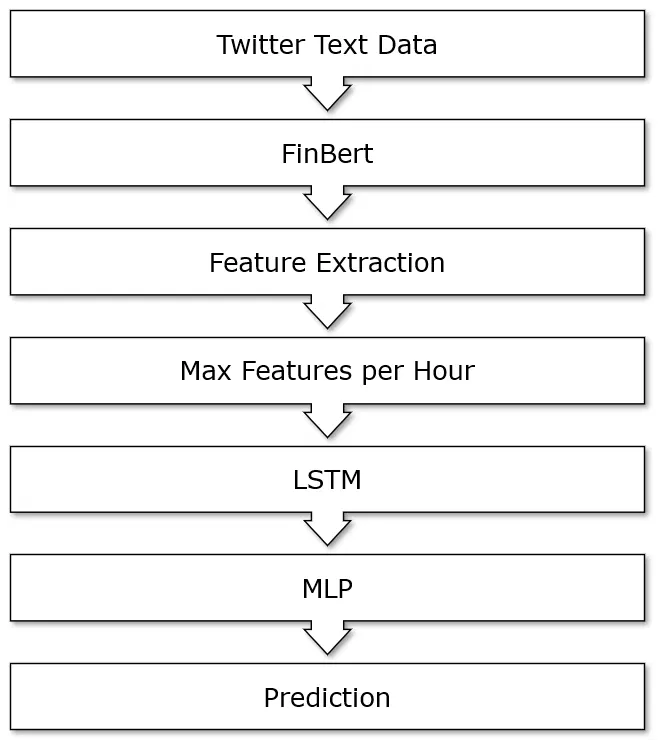 Twitter Text Data
FinBert
Feature Extraction
Max Features per Hour
LSTM
MLP
Prediction